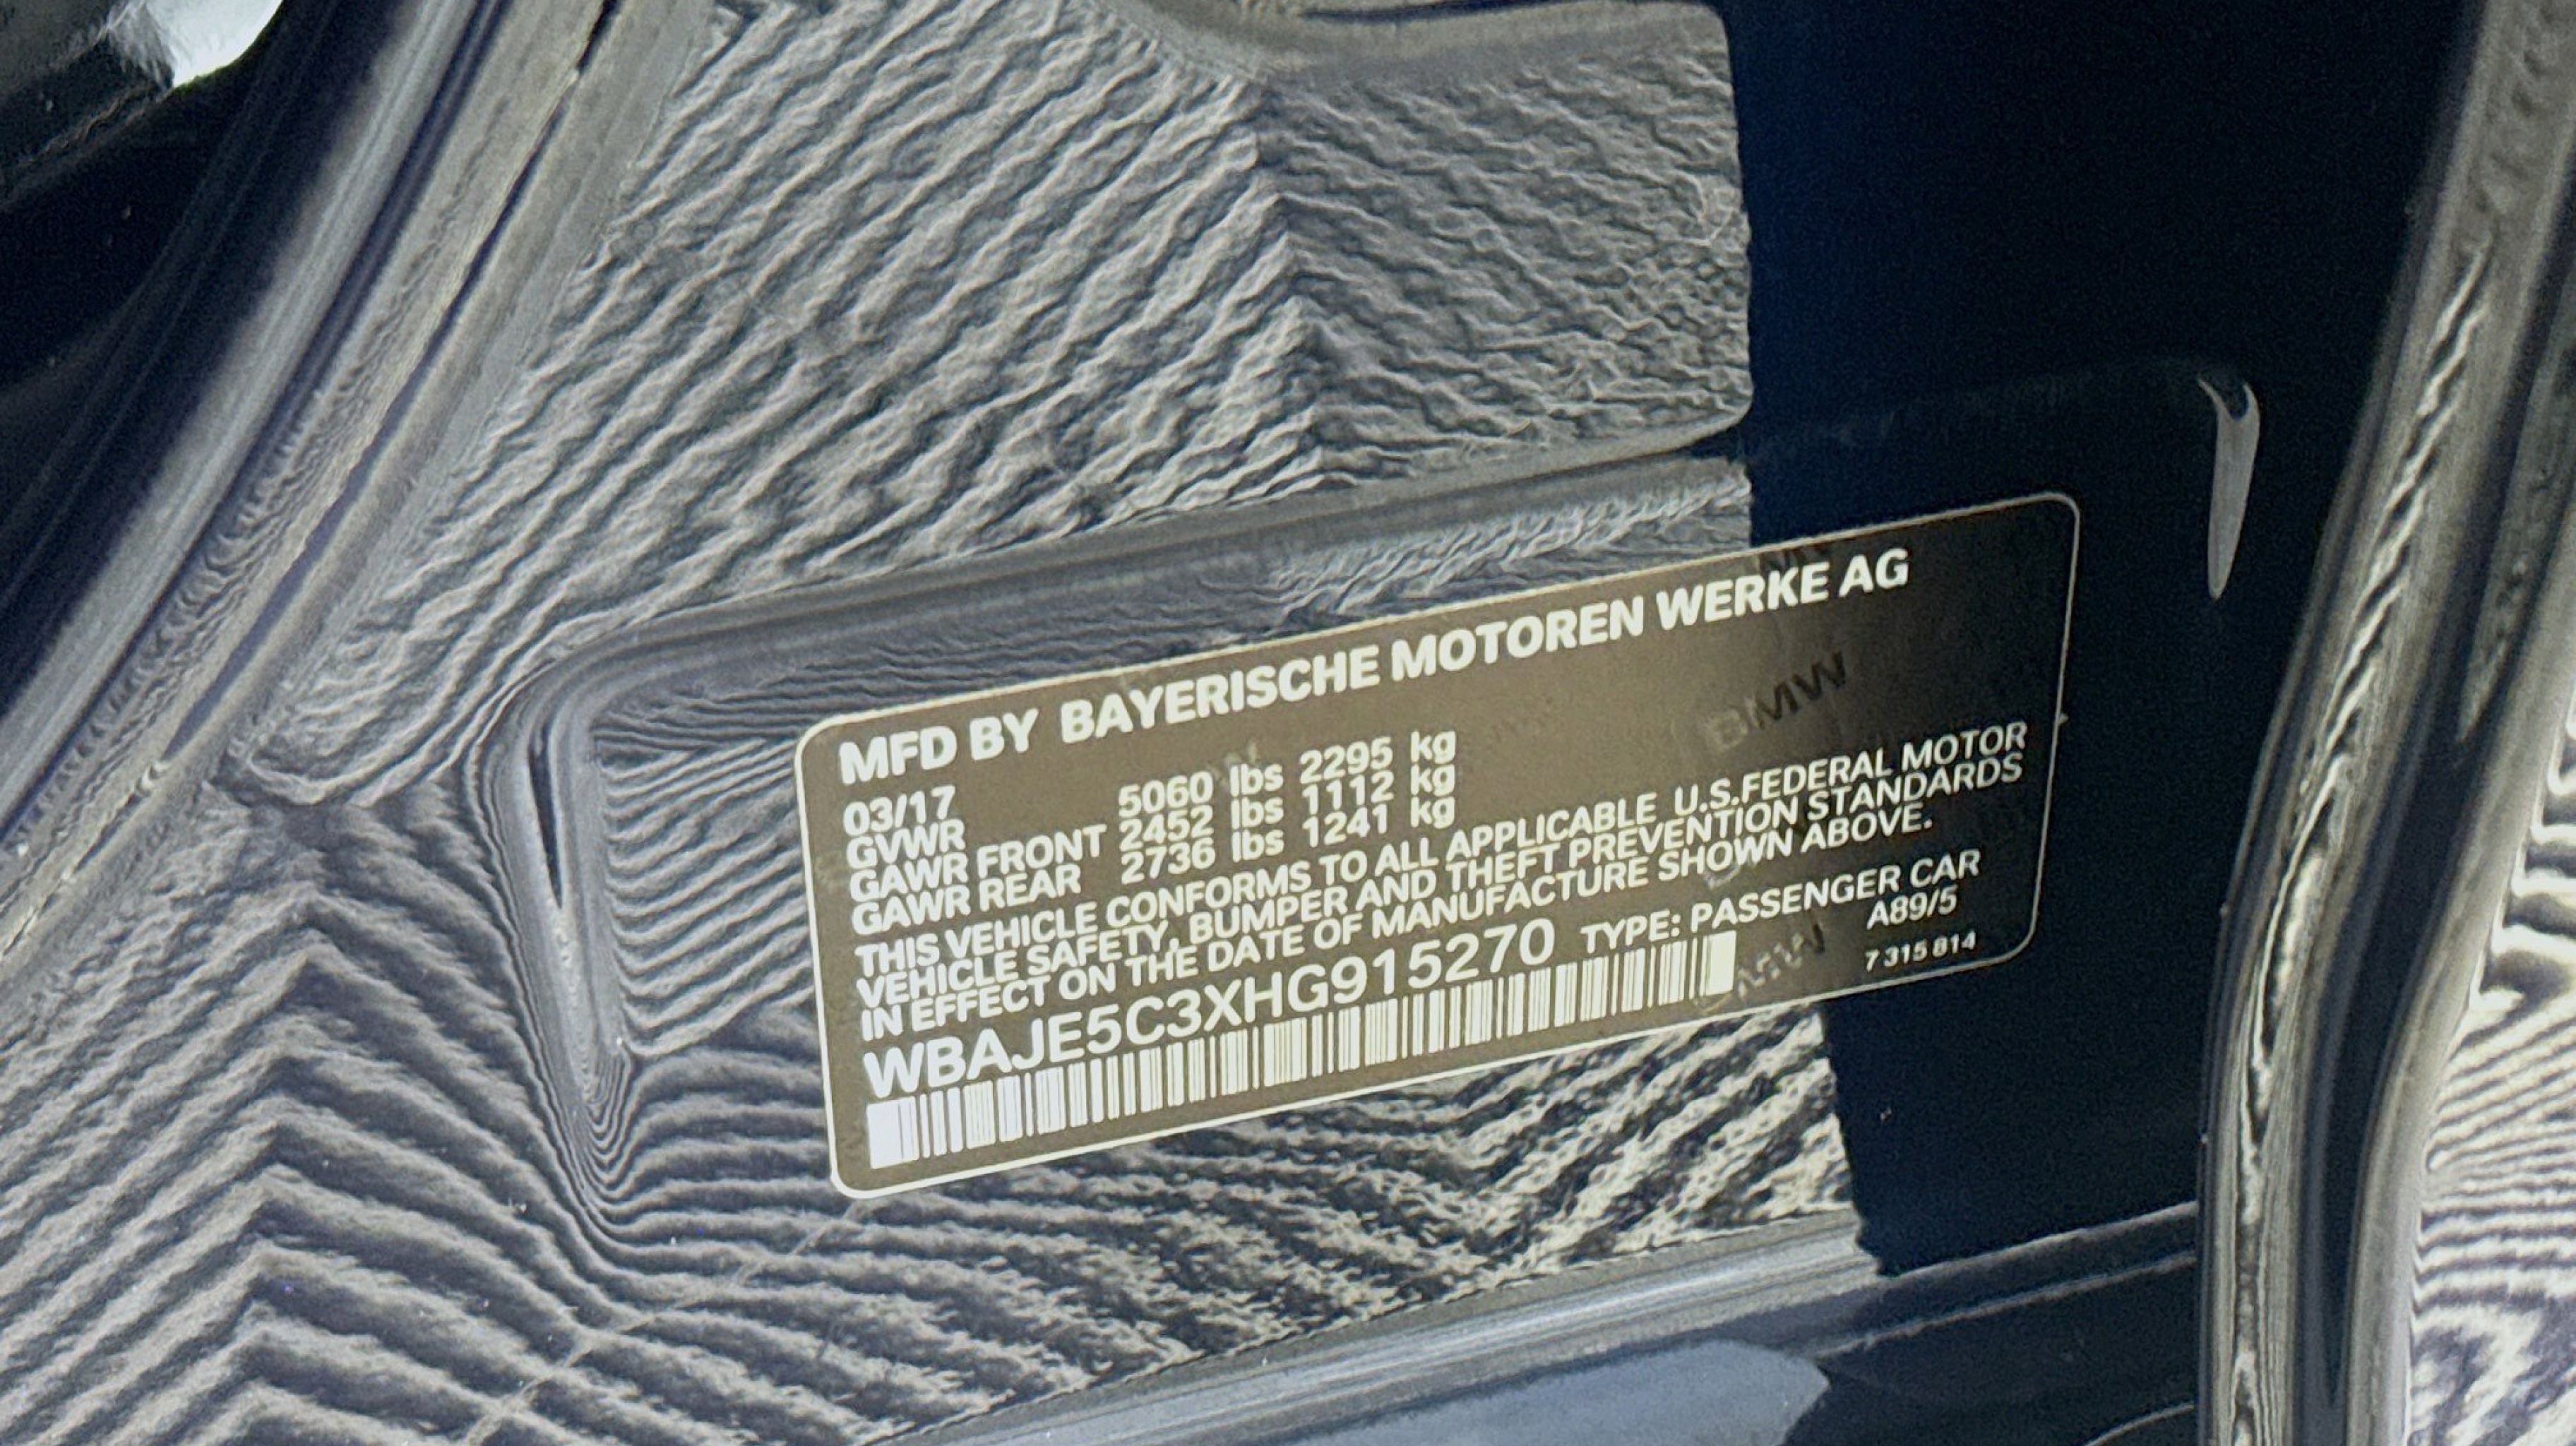 MFD BY BAYERISCHE MOTOREN WERKE AG
03/17
GVWR 5060 lbs 2295 kg
GAWR FRONT 2452 lbs 1112 kg
GAWR REAR 2736 lbs 1241 kg
THIS VEHICLE CONFORMS TO ALL APPLICABLE U.S.FEDERAL MOTOR
VEHICLE SAFETY, BUMPER AND THEFT PREVENTION STANDARDS
IN EFFECT ON THE DATE OF MANUFACTURE SHOWN ABOVE.
WBAJE5C3XHG915270 TYPE: PASSENGER CAR
A89/5
7 315 814
BMW
BMW